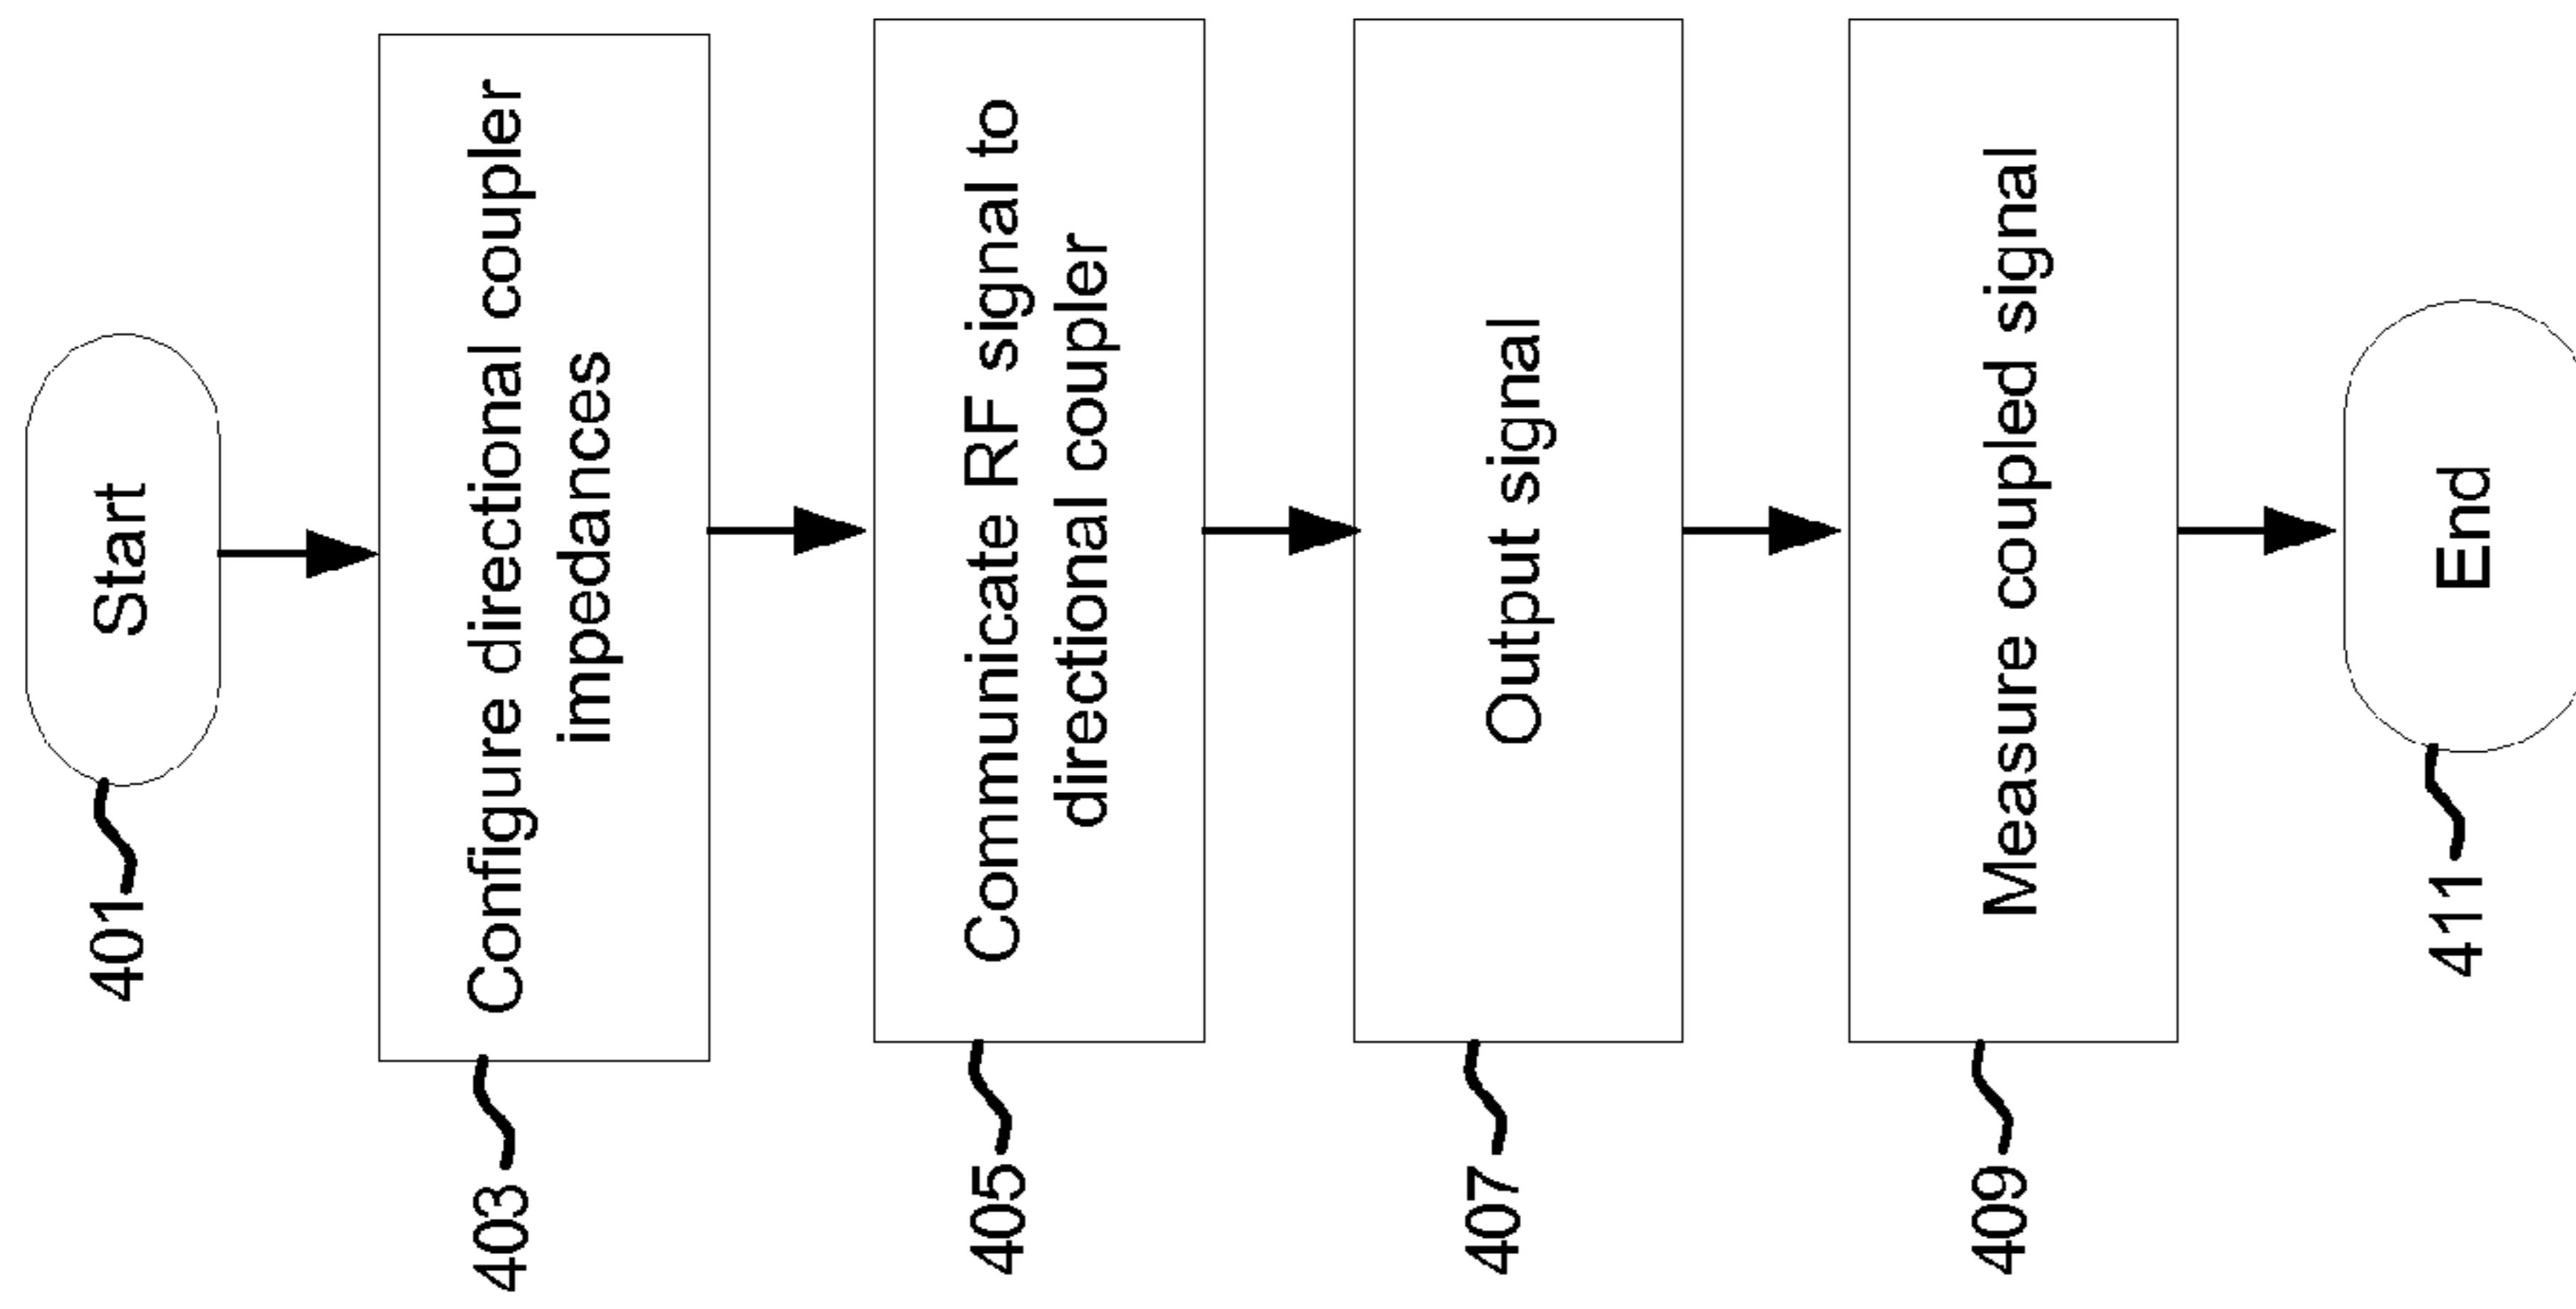 Start
401
Configure directional coupler
impedances
403
Communicate RF signal to
directional coupler
405
Output signal
407
Measure coupled signal
409
End
411